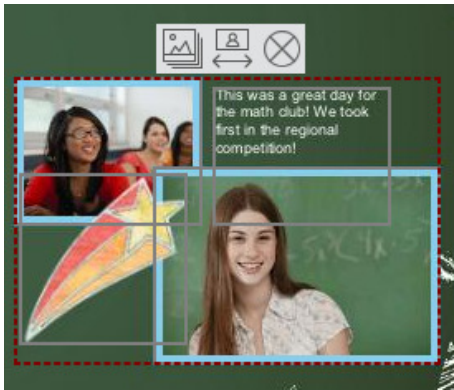 This was a great day for
the math club! We took
first in the regional
competition!